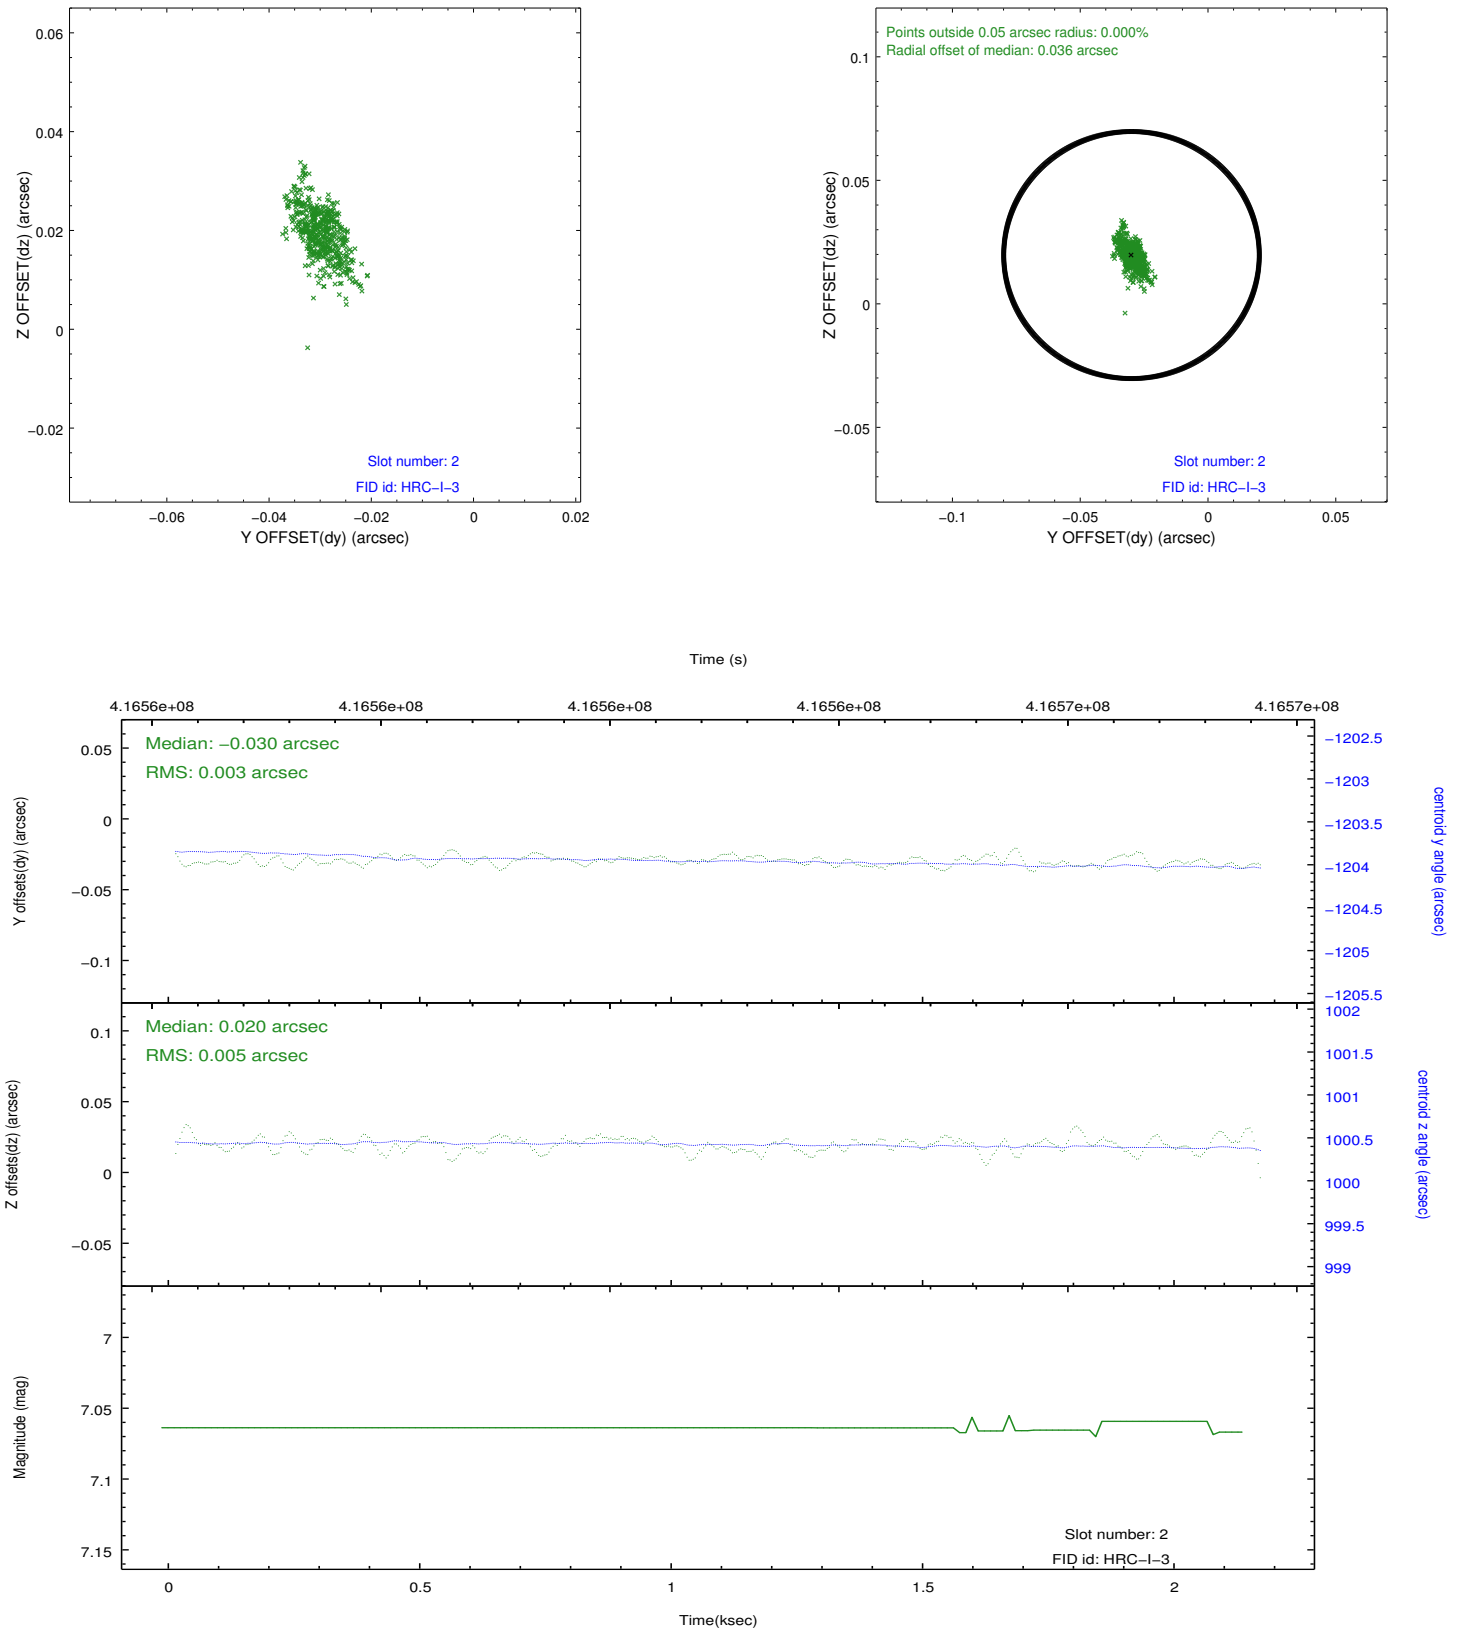 0.06
0.04
0.02
0
−0.02
Z OFFSET(dz) (arcsec)
Slot number: 2
FID id: HRC−I−3
−0.06
−0.04
−0.02
0
0.02
Y OFFSET(dy) (arcsec)
Points outside 0.05 arcsec radius: 0.000%
Radial offset of median: 0.036 arcsec
0.1
0.05
0
−0.05
Z OFFSET(dz) (arcsec)
Slot number: 2
FID id: HRC−I−3
−0.1
−0.05
0
0.05
Y OFFSET(dy) (arcsec)
Time (s)
4.1656e+08
4.1656e+08
4.1656e+08
4.1656e+08
4.1657e+08
4.1657e+08
Median: −0.030 arcsec
RMS: 0.003 arcsec
0.05
0
−0.05
−0.1
Y offsets(dy) (arcsec)
−1202.5
−1203
−1203.5
−1204
−1204.5
−1205
−1205.5
centroid y angle (arcsec)
Median: 0.020 arcsec
RMS: 0.005 arcsec
0.1
0.05
0
−0.05
Z offsets(dz) (arcsec)
1002
1001.5
1001
1000.5
1000
999.5
999
centroid z angle (arcsec)
7
7.05
7.1
7.15
Magnitude (mag)
Slot number: 2
FID id: HRC−I−3
0
0.5
1
1.5
2
Time(ksec)